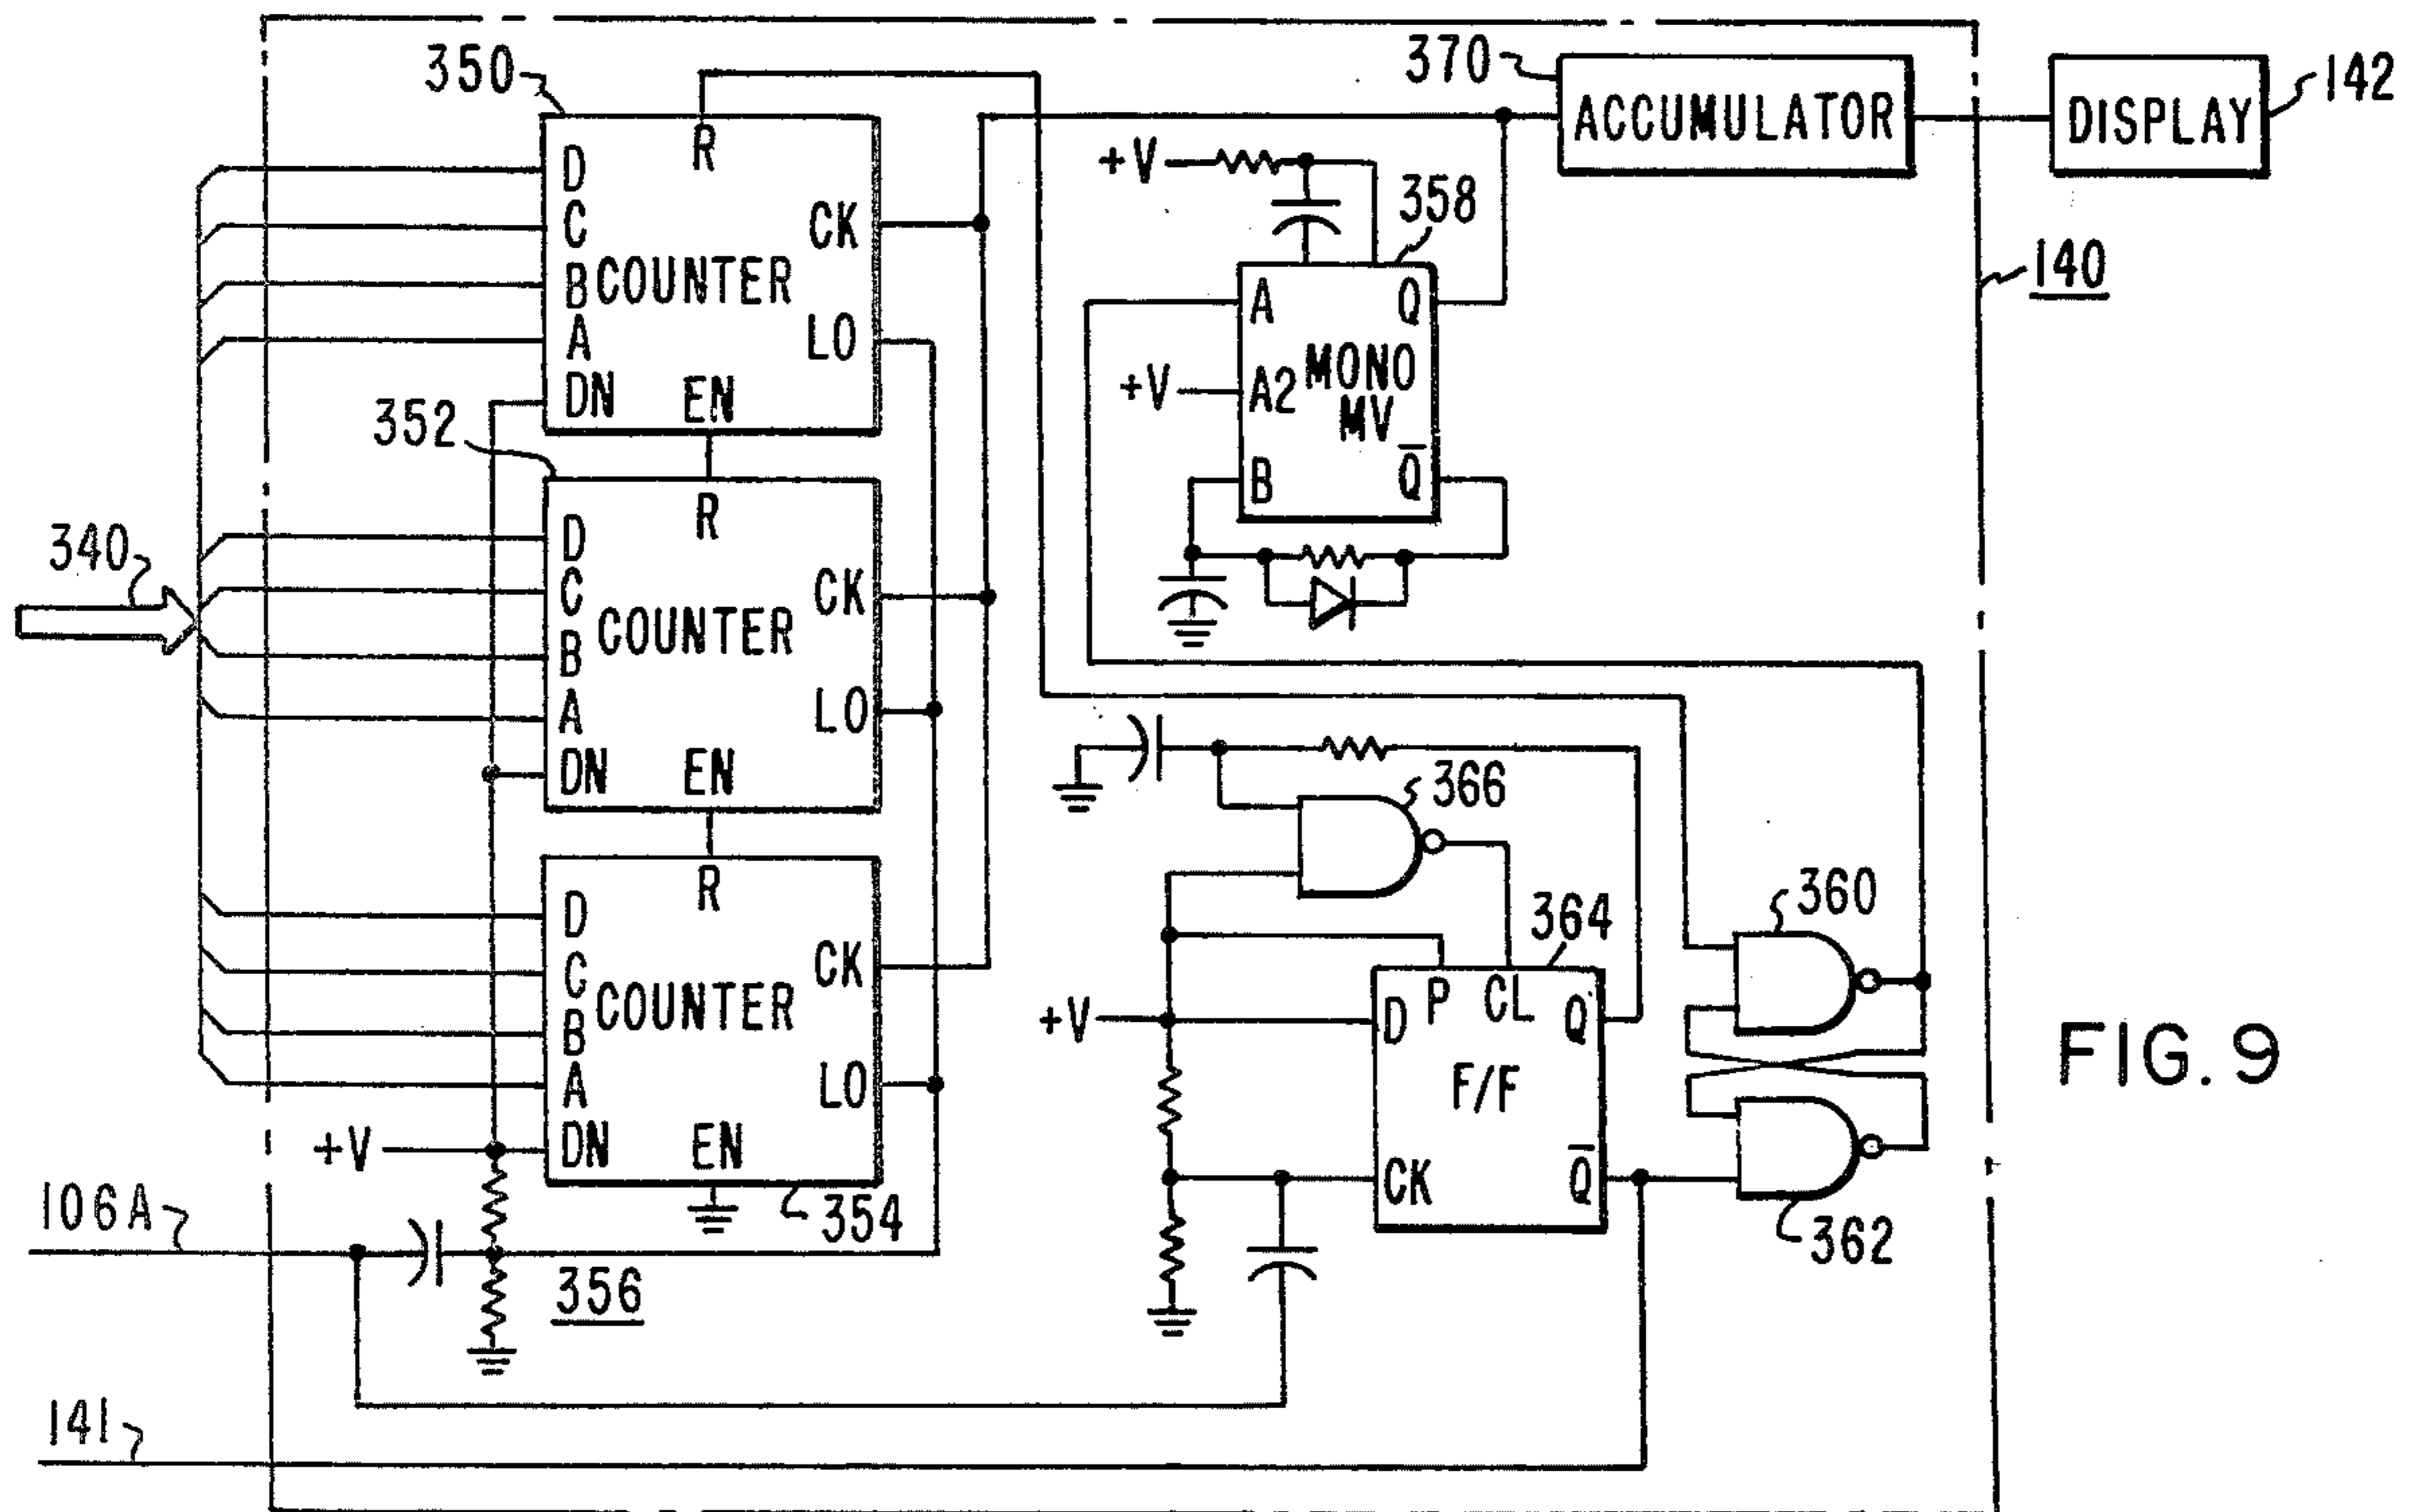 350
R
D
C
B
A
DN
COUNTER
CK
LO
EN
352
R
D
C
B
A
DN
COUNTER
CK
LO
EN
340
R
D
C
B
A
DN
COUNTER
CK
LO
EN
354
+V
106A
356
141
370
ACCUMULATOR
DISPLAY
142
140
+V
358
A
A2
B
MONO
MV
Q
Q̅
+V
366
364
+V
D
P
CL
Q
F/F
CK
Q̅
360
362
FIG. 9